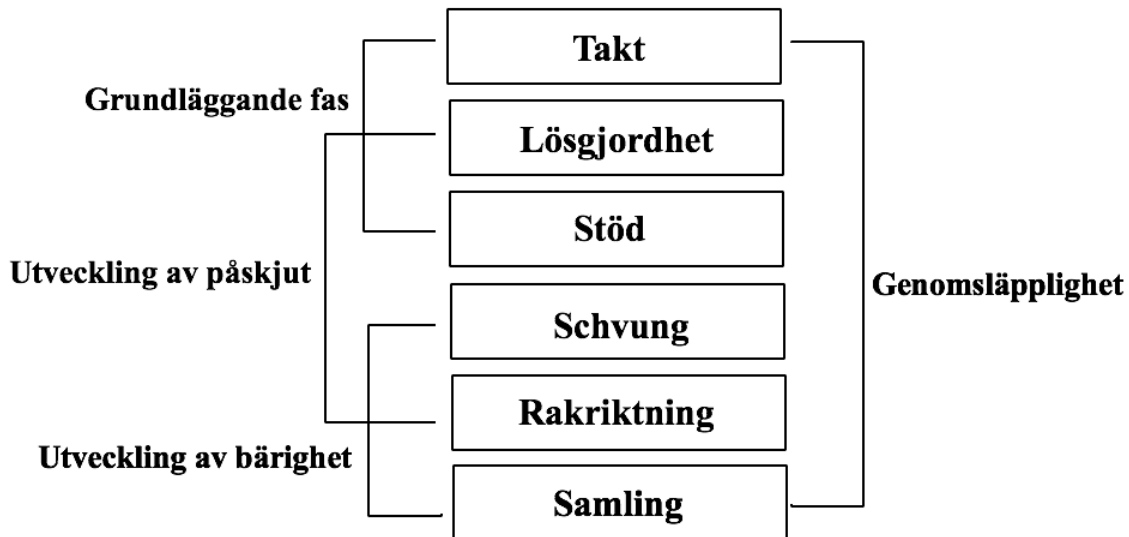 Takt
Grundläggande fas
Lösgjordhet
Stöd
Utveckling av påskjut
Genomsläpplighet
Schvung
Rakriktning
Utveckling av bärighet
Samling